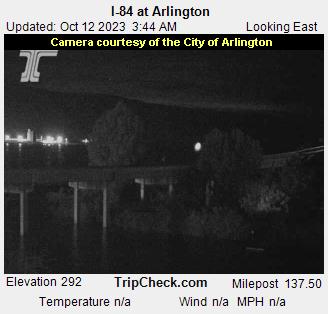 I-84 at Arlington
Updated: Oct 12 2023 3:44 AM Looking East
Camera courtesy of the City of Arlington
Elevation 292 TripCheck.com Milepost 137.50
Temperature n/a Wind n/a MPH n/a